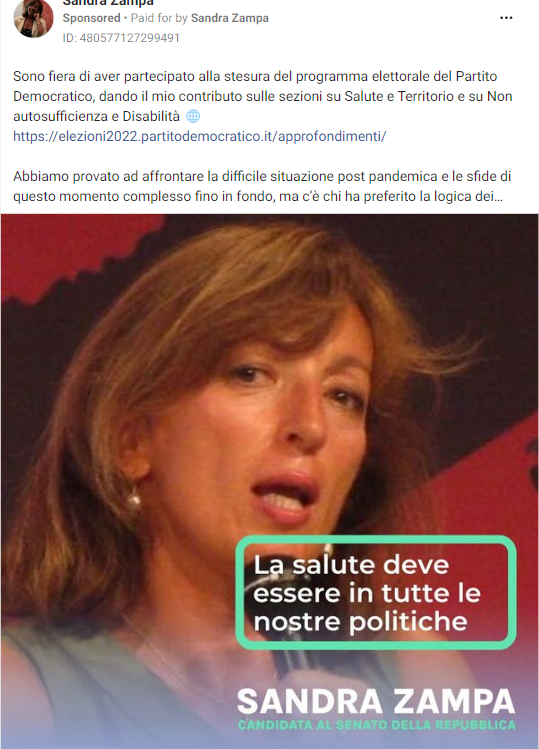 Sandra Zampa
Sponsored • Paid for by Sandra Zampa
ID: 480577127299491
Sono fiera di aver partecipato alla stesura del programma elettorale del Partito
Democratico, dando il mio contributo sulle sezioni su Salute e Territorio e su Non
autosufficienza e Disabilità 🌐
https://elezioni2022.partitodemocratico.it/approfondimenti/
Abbiamo provato ad affrontare la difficile situazione post pandemica e le sfide di
questo momento complesso fino in fondo, ma c’è chi ha preferito la logica dei...
La salute deve
essere in tutte le
nostre politiche
SANDRA ZAMPA
CANDIDATA AL SENATO DELLA REPUBBLICA